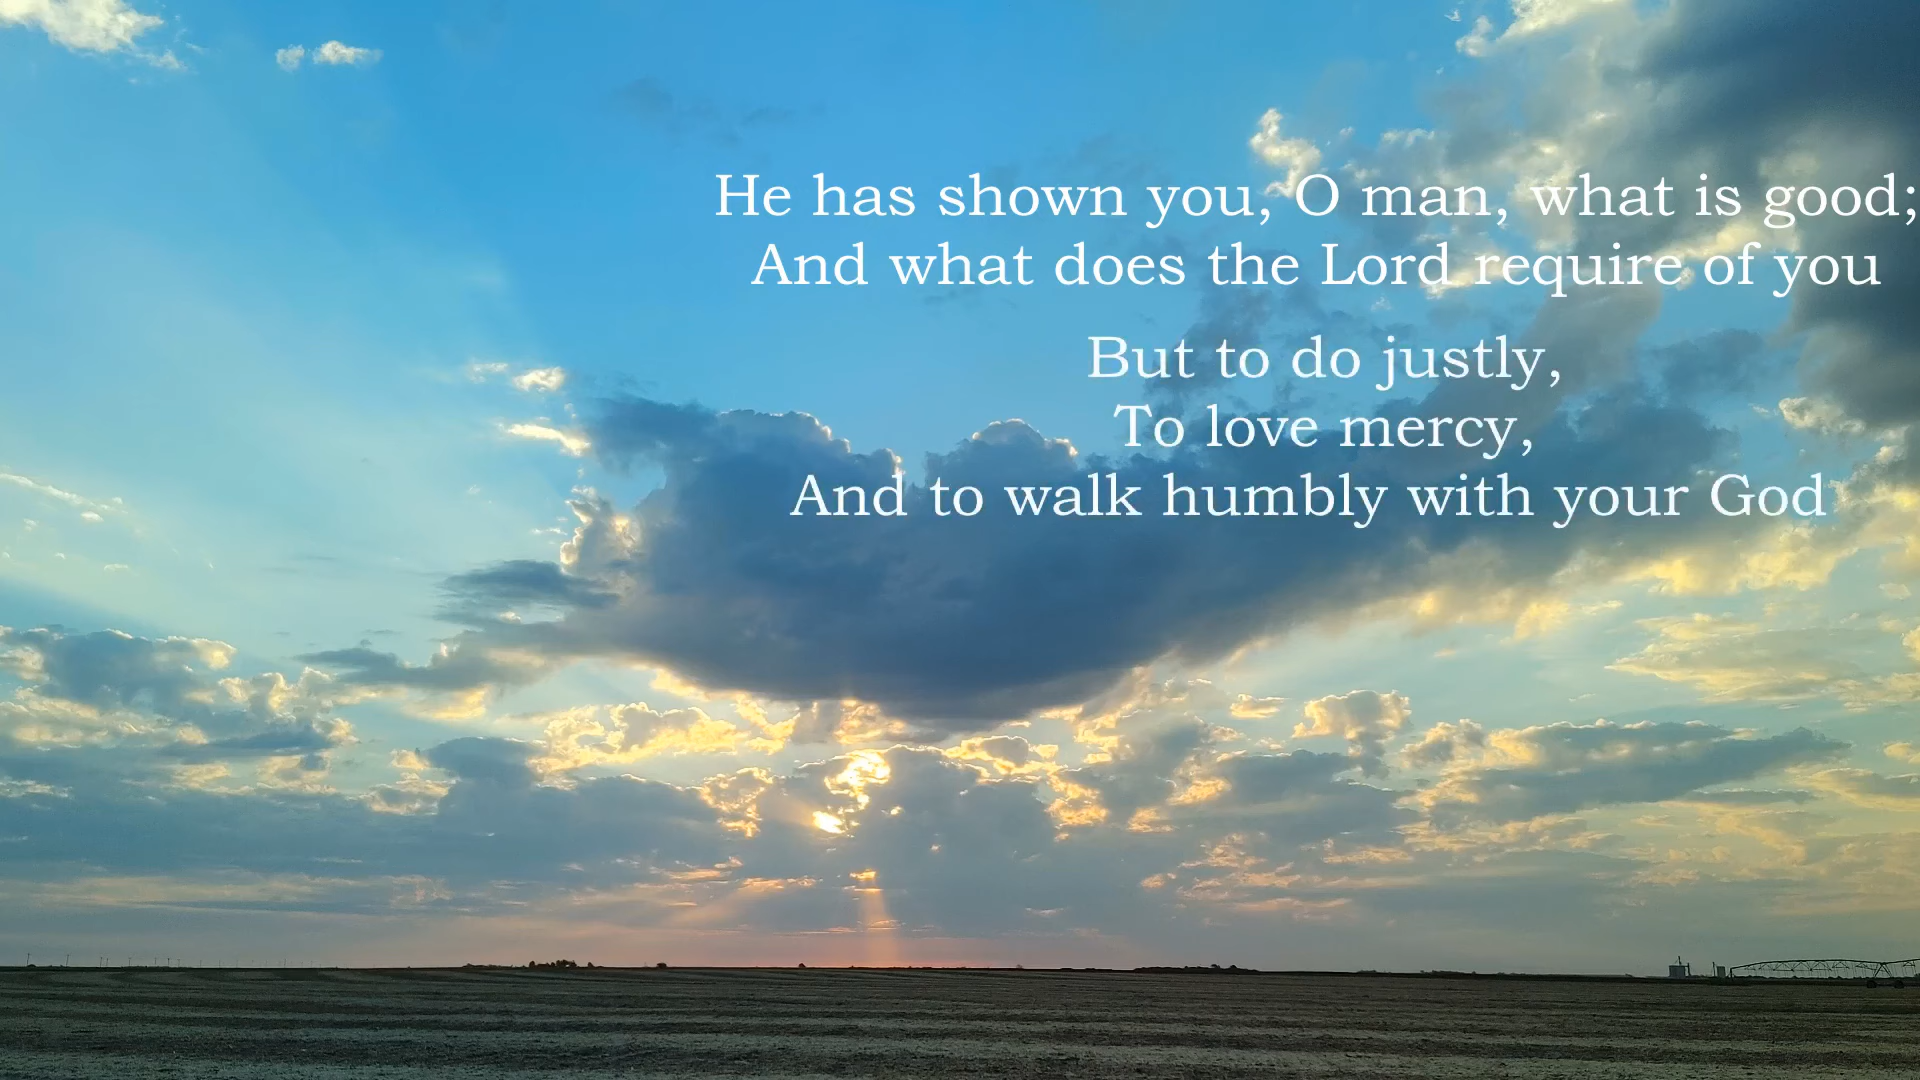 He has shown you, O man, what is good;
And what does the Lord require of you
But to do justly,
To love mercy,
And to walk humbly with your God